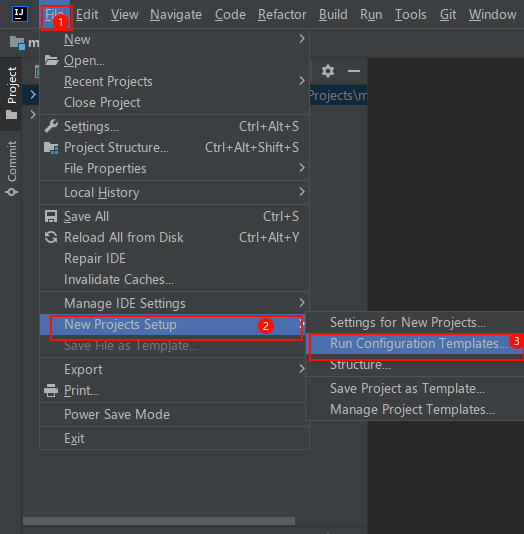 IJ
File Edit View Navigate Code Refactor Build Run Tools Git Window
1
m
Project
Commit
Projects\m
New
Open...
Recent Projects
Close Project
Settings... Ctrl+Alt+S
Project Structure... Ctrl+Alt+Shift+S
File Properties
Local History
Save All Ctrl+S
Reload All from Disk Ctrl+Alt+Y
Repair IDE
Invalidate Caches...
Manage IDE Settings
New Projects Setup 2
Save File as Template...
Export
Print...
Power Save Mode
Exit
Settings for New Projects...
Run Configuration Templates... 3
Structure...
Save Project as Template...
Manage Project Templates...